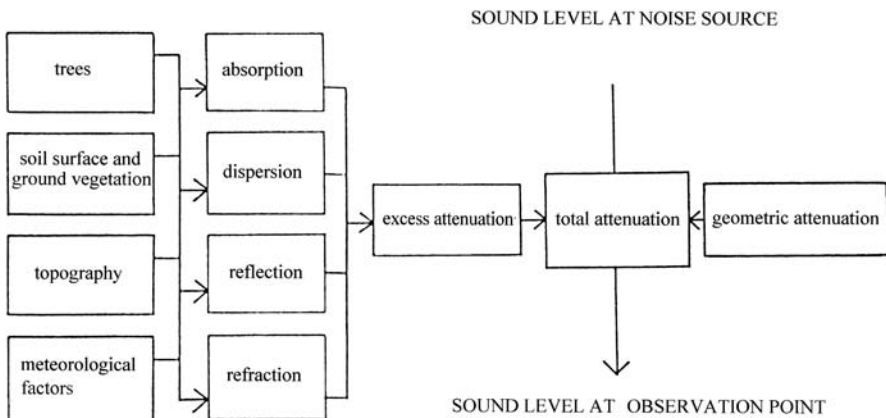 SOUND LEVEL AT NOISE SOURCE
trees
absorption
soil surface and
ground vegetation
dispersion
excess attenuation
total attenuation
geometric attenuation
topography
reflection
meteorological
factors
refraction
SOUND LEVEL AT OBSERVATION POINT